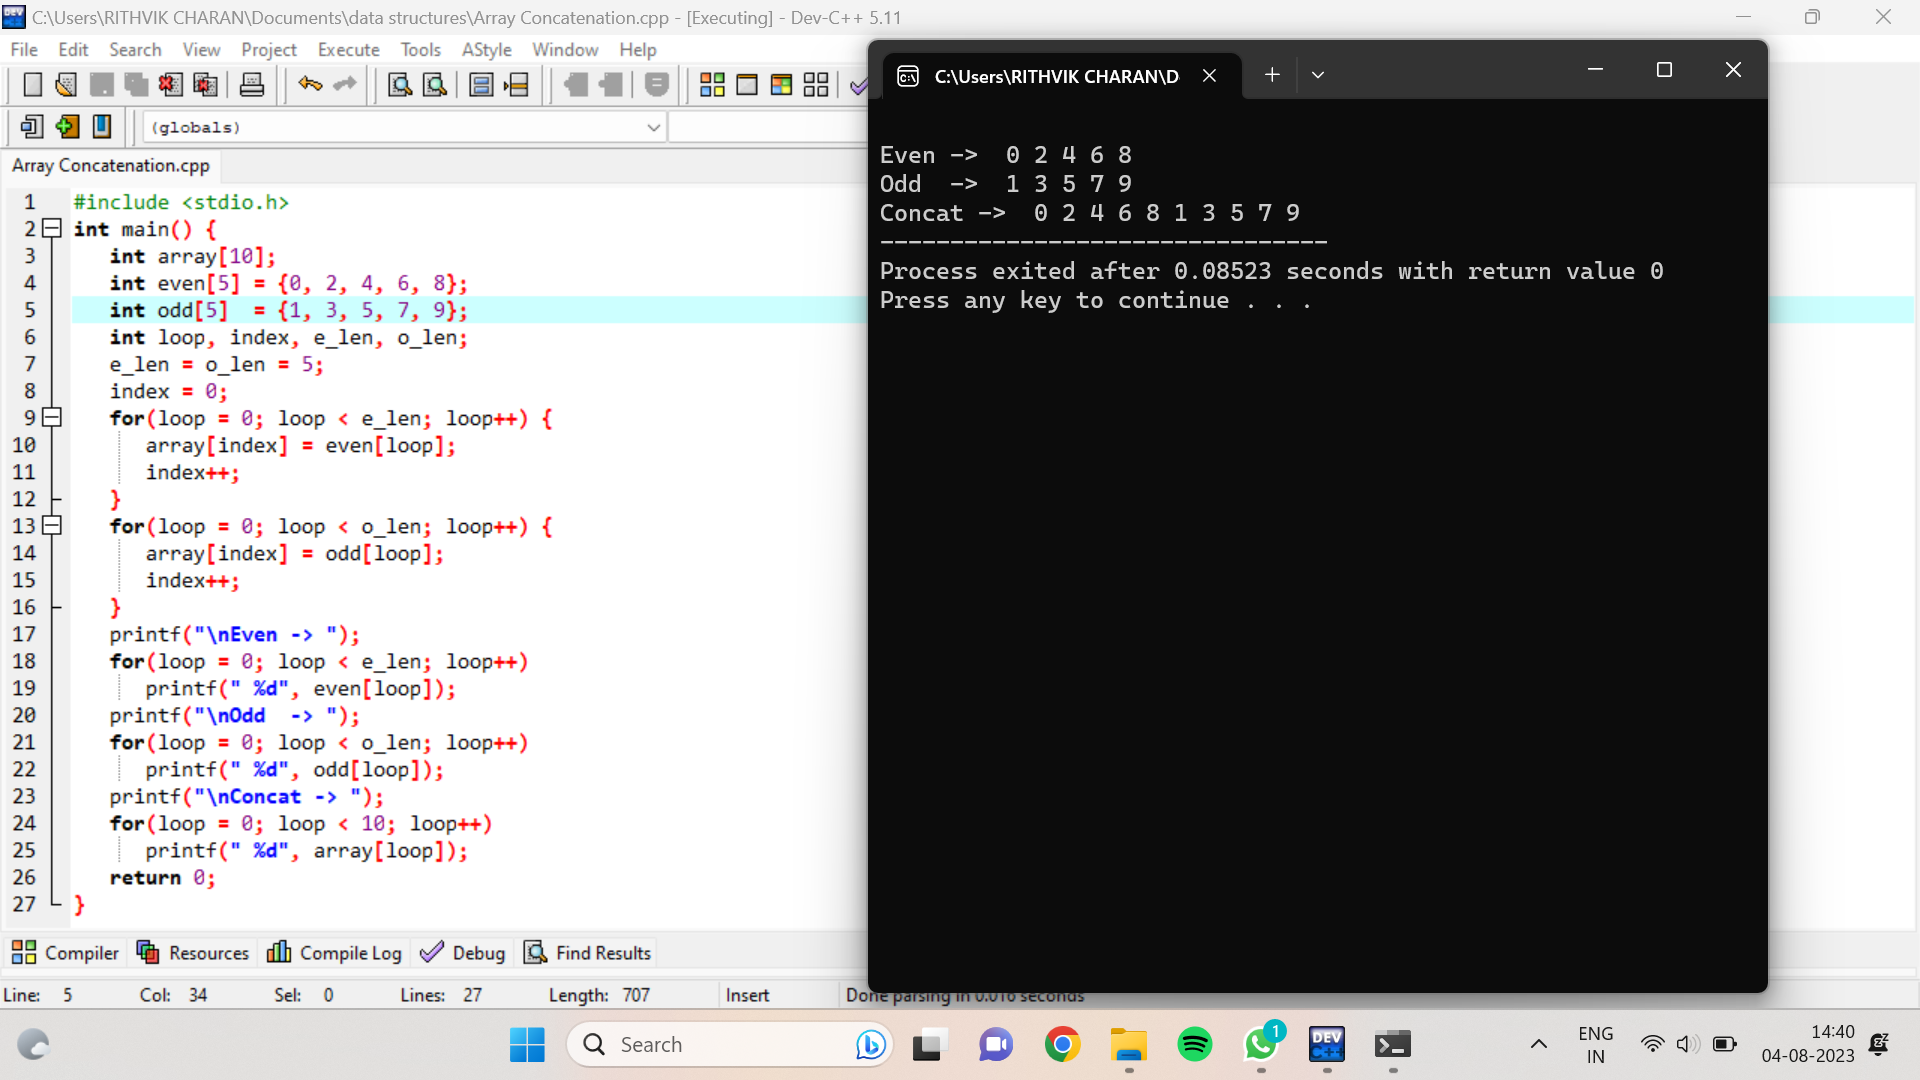 C:\Users\RITHVIK CHARAN\Documents\data structures\Array Concatenation.cpp - [Executing] - Dev-C++ 5.11
File Edit Search View Project Execute Tools AStyle Window Help
(globals)
Array Concatenation.cpp
1 #include <stdio.h>
2 int main() {
3 int array[10];
4 int even[5] = {0, 2, 4, 6, 8};
5 int odd[5]  = {1, 3, 5, 7, 9};
6 int loop, index, e_len, o_len;
7 e_len = o_len = 5;
8 index = 0;
9 for(loop = 0; loop < e_len; loop++) {
10 array[index] = even[loop];
11 index++;
12 }
13 for(loop = 0; loop < o_len; loop++) {
14 array[index] = odd[loop];
15 index++;
16 }
17 printf("\nEven -> ");
18 for(loop = 0; loop < e_len; loop++)
19 printf(" %d", even[loop]);
20 printf("\nOdd  -> ");
21 for(loop = 0; loop < o_len; loop++)
22 printf(" %d", odd[loop]);
23 printf("\nConcat -> ");
24 for(loop = 0; loop < 10; loop++)
25 printf(" %d", array[loop]);
26 return 0;
27 }
C:\Users\RITHVIK CHARAN\D
Even ->  0 2 4 6 8
Odd  ->  1 3 5 7 9
Concat ->  0 2 4 6 8 1 3 5 7 9
--------------------------------
Process exited after 0.08523 seconds with return value 0
Press any key to continue . . .
Compiler Resources Compile Log Debug Find Results
Line: 5 Col: 34 Sel: 0 Lines: 27 Length: 707 Insert Done parsing in 0.016 seconds
Search
1
DEV C++
ENG
IN
14:40
04-08-2023